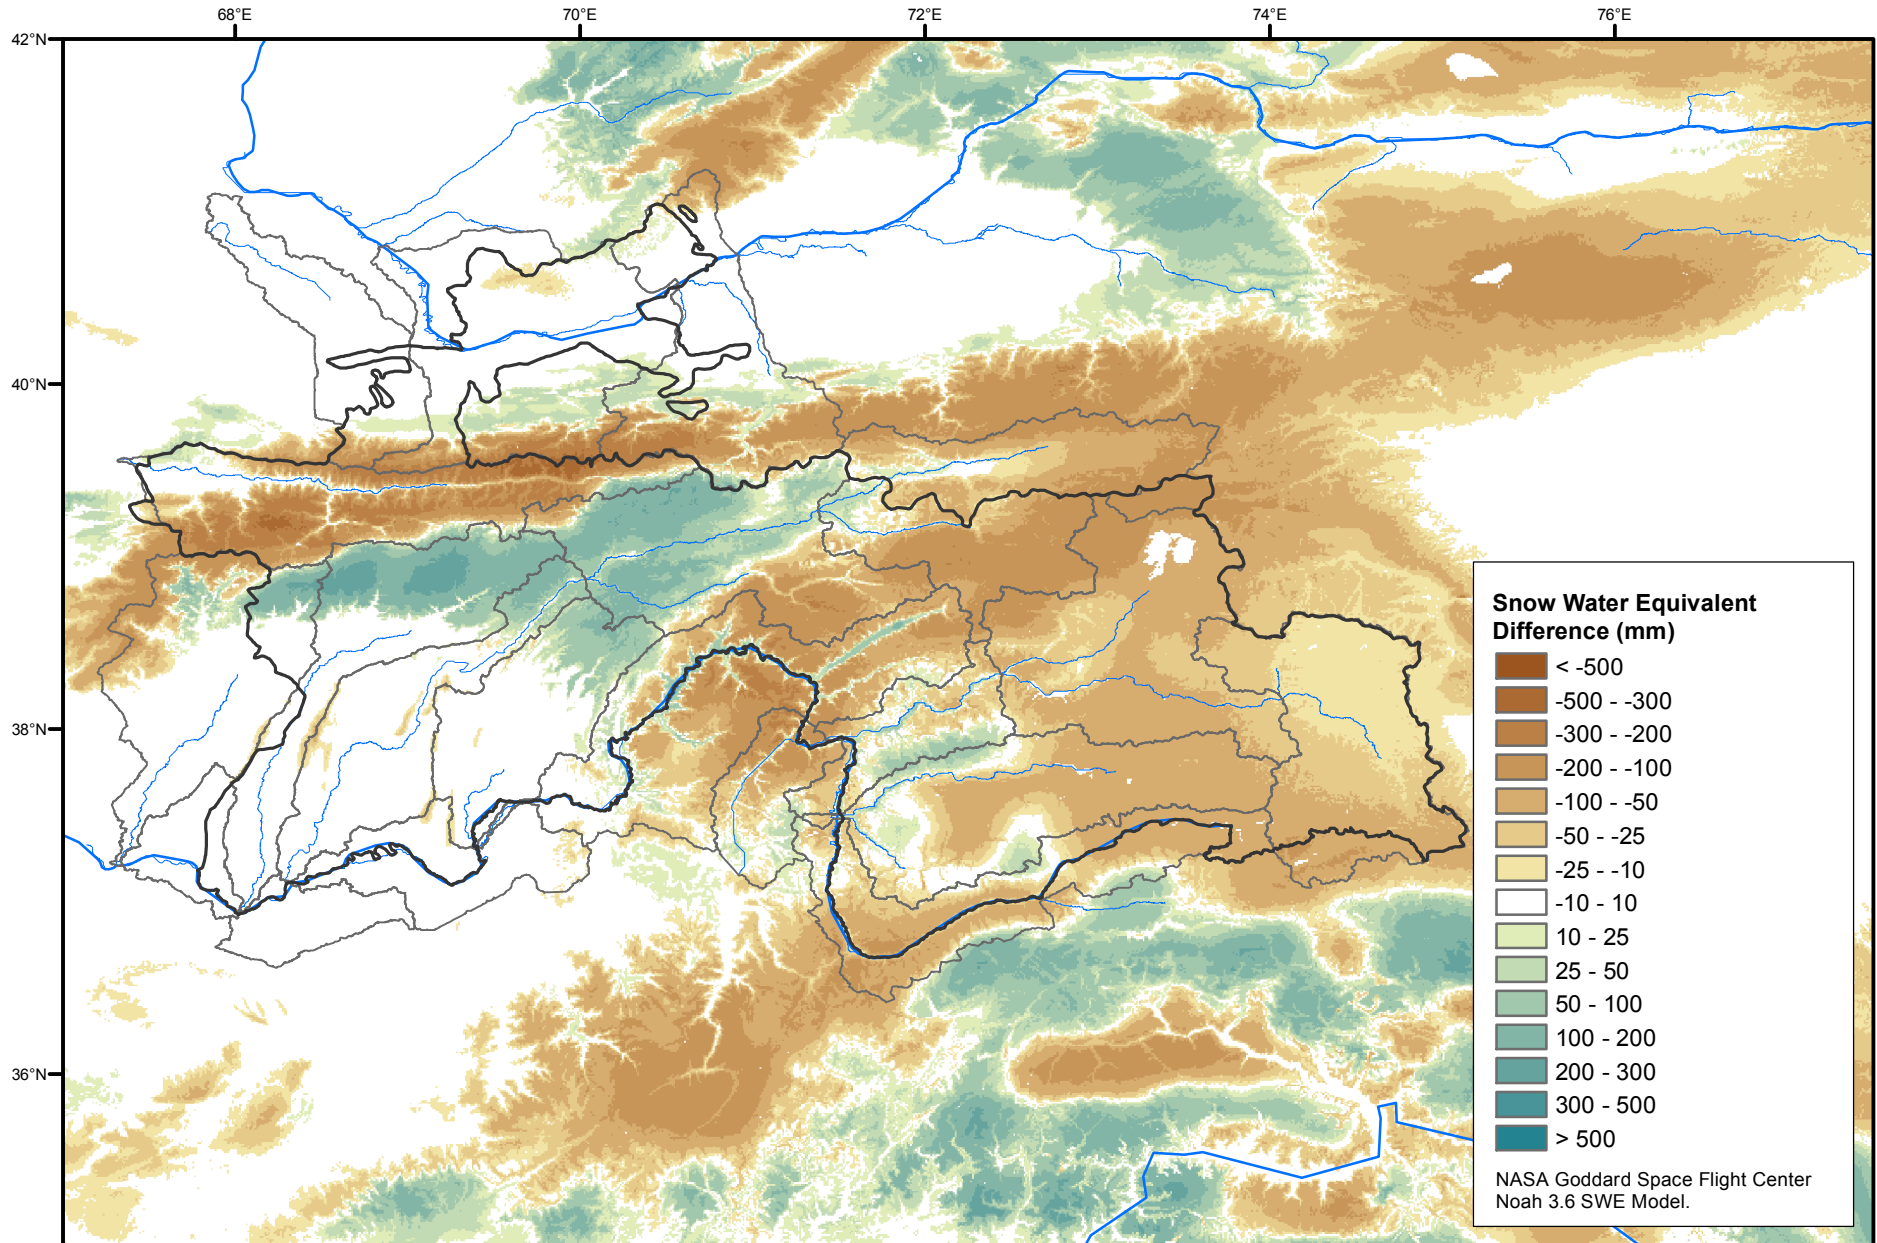 68°E
70°E
72°E
74°E
76°E
42°N
40°N
38°N
36°N
Snow Water Equivalent
Difference (mm)
< -500
-500 - -300
-300 - -200
-200 - -100
-100 - -50
-50 - -25
-25 - -10
-10 - 10
10 - 25
25 - 50
50 - 100
100 - 200
200 - 300
300 - 500
> 500
NASA Goddard Space Flight Center
Noah 3.6 SWE Model.